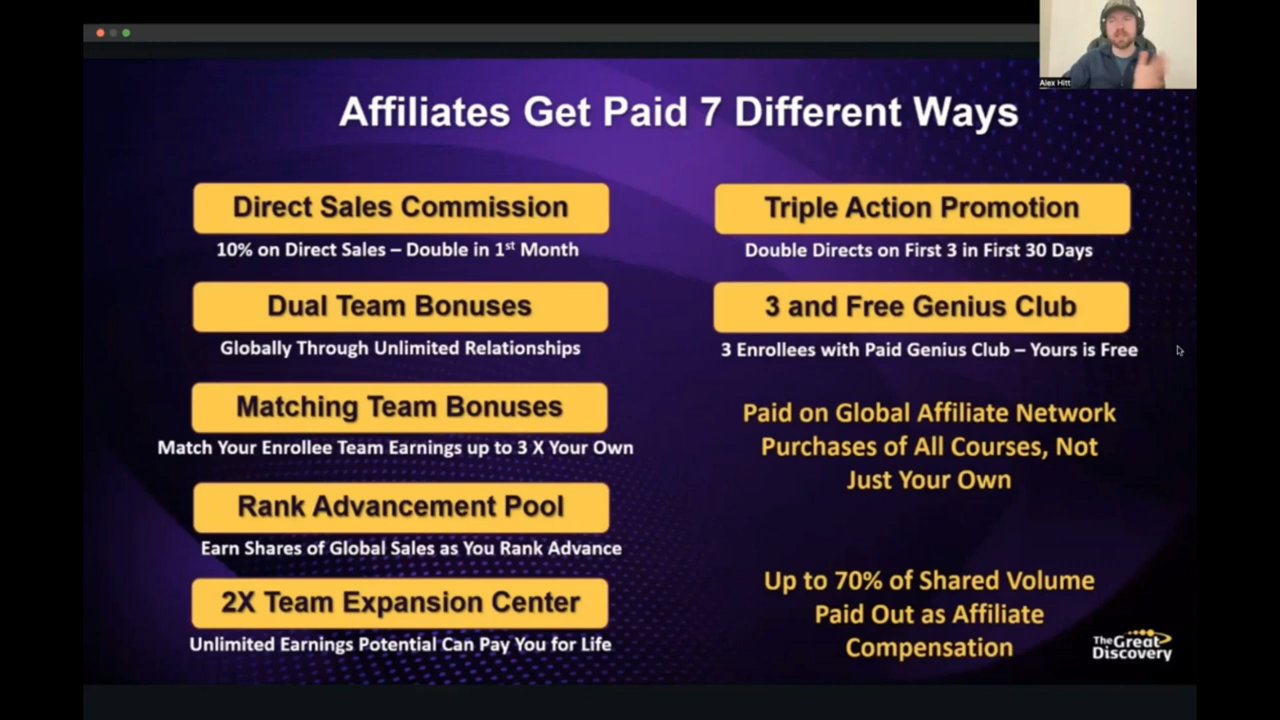 Alex Hitt
Affiliates Get Paid 7 Different Ways
Direct Sales Commission
10% on Direct Sales – Double in 1st Month
Dual Team Bonuses
Globally Through Unlimited Relationships
Matching Team Bonuses
Match Your Enrollee Team Earnings up to 3 X Your Own
Rank Advancement Pool
Earn Shares of Global Sales as You Rank Advance
2X Team Expansion Center
Unlimited Earnings Potential Can Pay You for Life
Triple Action Promotion
Double Directs on First 3 in First 30 Days
3 and Free Genius Club
3 Enrollees with Paid Genius Club – Yours is Free
Paid on Global Affiliate Network
Purchases of All Courses, Not
Just Your Own
Up to 70% of Shared Volume
Paid Out as Affiliate
Compensation
The Great
Discovery